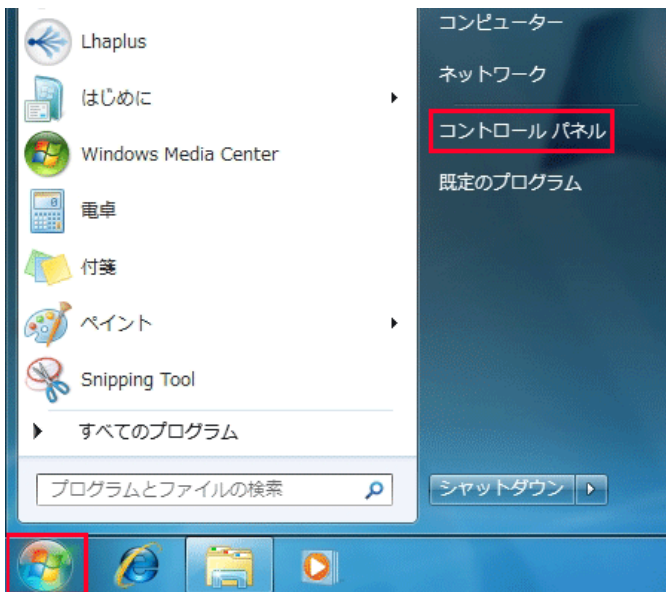 Lhaplus
はじめに
Windows Media Center
電卓
付箋
ペイント
Snipping Tool
すべてのプログラム
プログラムとファイルの検索
コンピューター
ネットワーク
コントロール パネル
既定のプログラム
シャットダウン